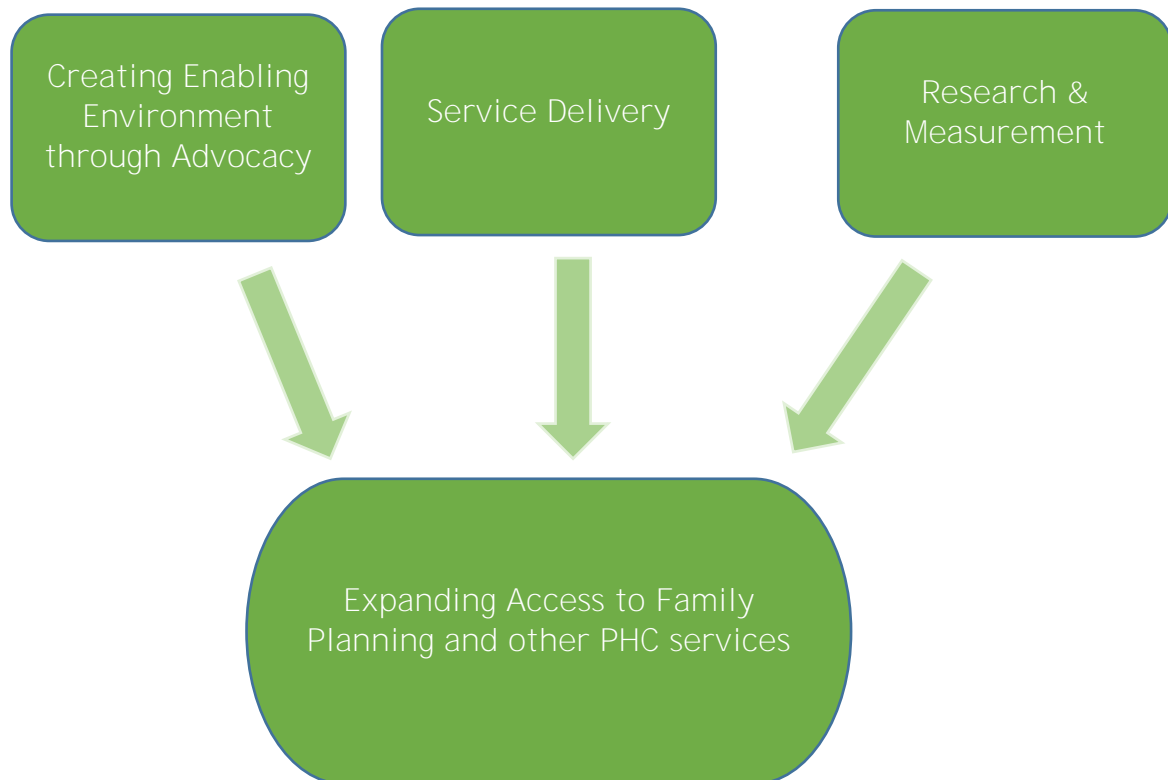 Creating Enabling
Environment
through Advocacy
Service Delivery
Research &
Measurement
Expanding Access to Family
Planning and other PHC services